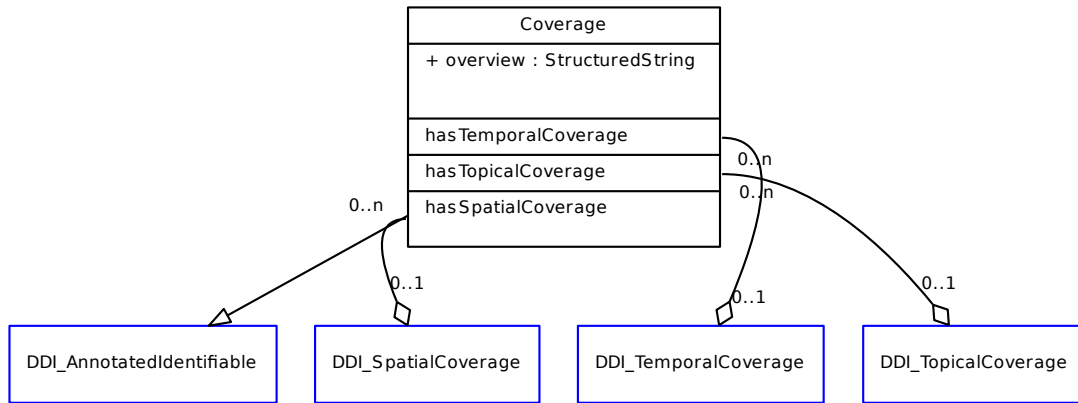 Coverage
+ overview : StructuredString
hasTemporalCoverage
0..n
hasTopicalCoverage
0..n
0..n
hasSpatialCoverage
0..1
0..1
0..1
DDI_AnnotatedIdentifiable
DDI_SpatialCoverage
DDI_TemporalCoverage
DDI_TopicalCoverage